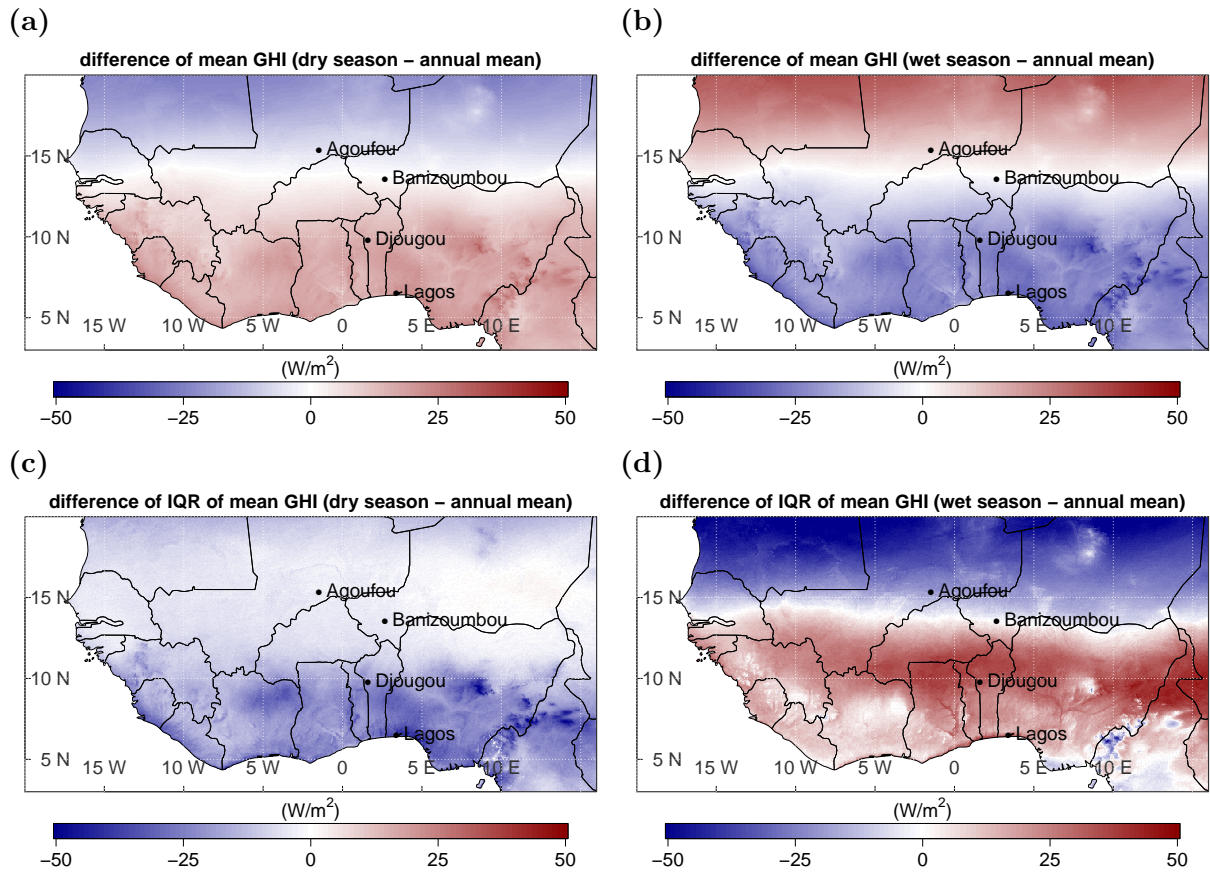 (a)
difference of mean GHI (dry season − annual mean)
Agoufou
15 N
Banizoumbou
10 N
Djougou
Lagos
5 N
15 W 10 W 5 W 0 5 E 10 E
(W/m²)
−50 −25 0 25 50
(b)
difference of mean GHI (wet season − annual mean)
Agoufou
15 N
Banizoumbou
10 N
Djougou
Lagos
5 N
15 W 10 W 5 W 0 5 E 10 E
(W/m²)
−50 −25 0 25 50
(c)
difference of IQR of mean GHI (dry season − annual mean)
Agoufou
15 N
Banizoumbou
10 N
Djougou
Lagos
5 N
15 W 10 W 5 W 0 5 E 10 E
(W/m²)
−50 −25 0 25 50
(d)
difference of IQR of mean GHI (wet season − annual mean)
Agoufou
15 N
Banizoumbou
10 N
Djougou
Lagos
5 N
15 W 10 W 5 W 0 5 E 10 E
(W/m²)
−50 −25 0 25 50